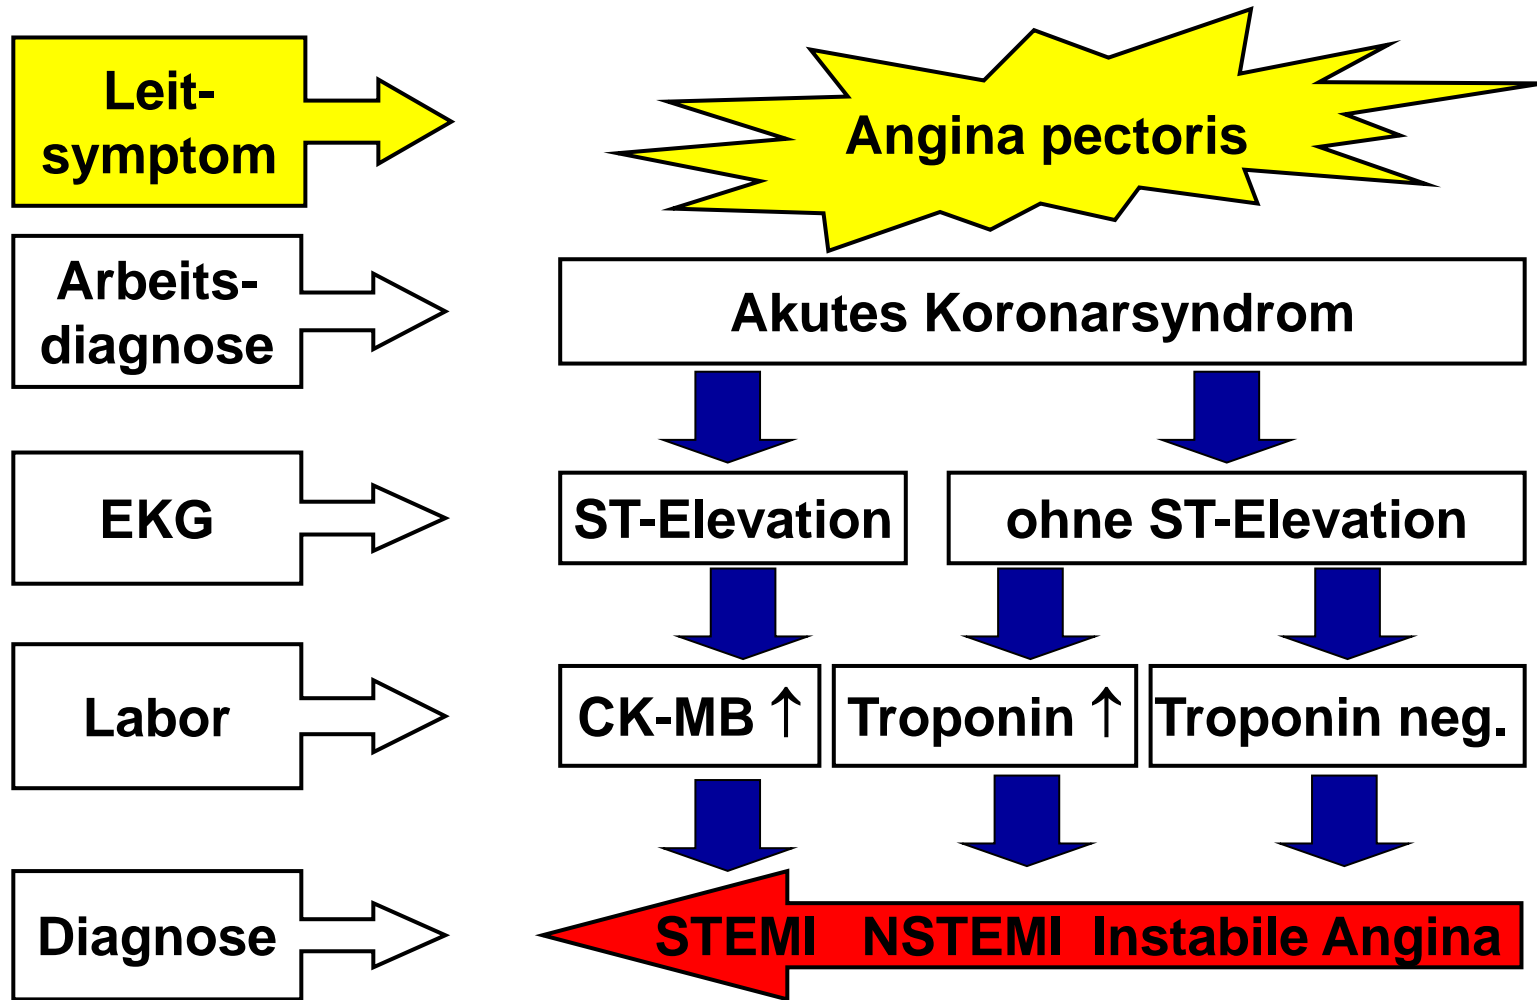 Leit-
symptom
Angina pectoris
Arbeits-
diagnose
Akutes Koronarsyndrom
EKG
ST-Elevation
ohne ST-Elevation
Labor
CK-MB ↑
Troponin ↑
Troponin neg.
Diagnose
STEMI NSTEMI Instabile Angina